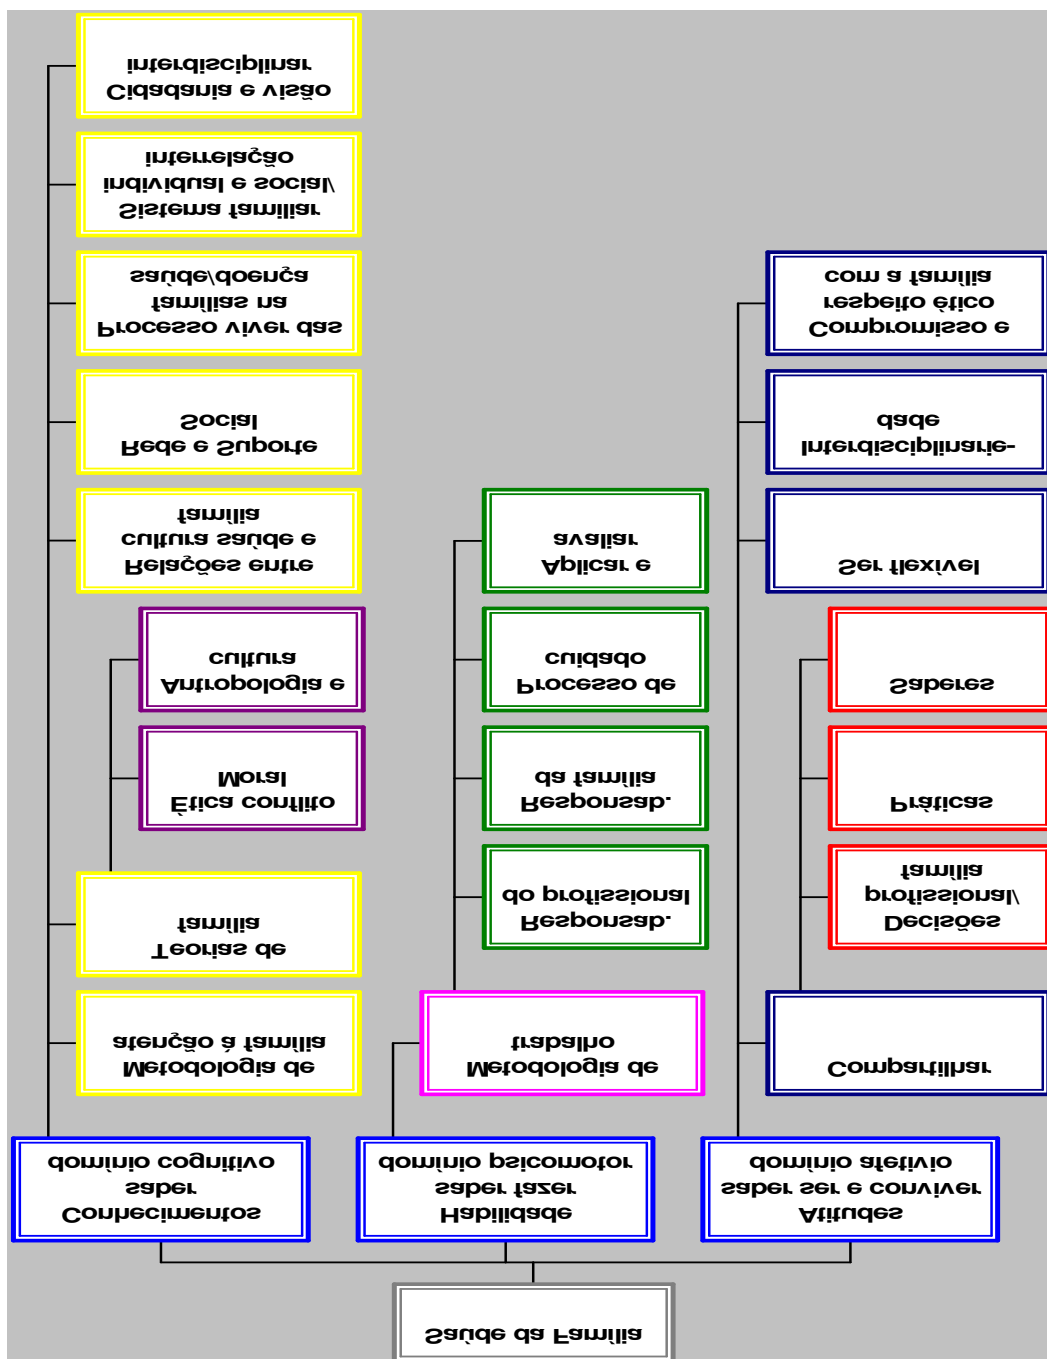 Saúde da Família
Conhecimentos
saber
domínio cognitivo
Metodologia de
atenção à família
Teorias de
família
Ética conflito
Moral
Antropologia e
cultura
Relações entre
cultura saúde e
família
Rede e Suporte
Social
Processo viver das
famílias na
saúde/doença
Sistema familiar
individual e social/
interrelação
Cidadania e visão
interdisciplinar
Habilidade
saber fazer
domínio psicomotor
Metodologia de
trabalho
Responsab.
do profissional
Responsab.
da família
Processo de
cuidado
Aplicar e
avaliar
Atitudes
saber ser e conviver
domínio afetivio
Compartilhar
Decisões
profissional/
família
Práticas
Saberes
Ser flexível
Interdisciplinarie-
dade
Compromisso e
respeito ético
com a família